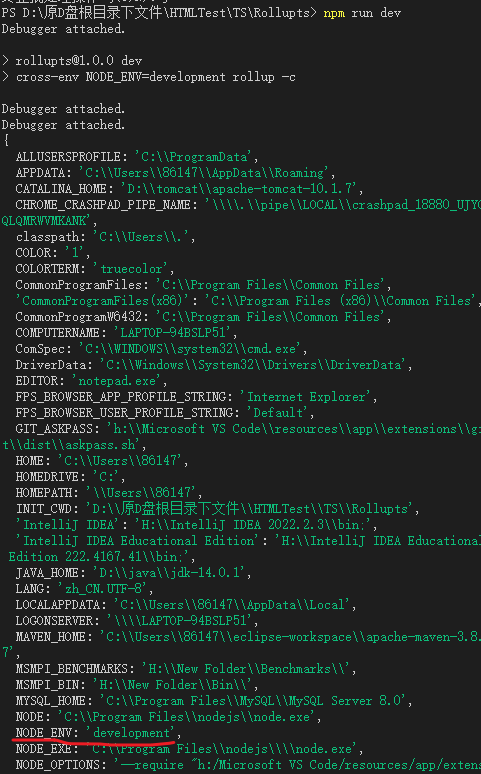 PS D:\原D盘根目录下文件\HTMLTest\TS\Rollupts> npm run dev
Debugger attached.
> rollupts@1.0.0 dev
> cross-env NODE_ENV=development rollup -c
Debugger attached.
Debugger attached.
{
ALLUSERSPROFILE: 'C:\\ProgramData',
APPDATA: 'C:\\Users\\86147\\AppData\\Roaming',
CATALINA_HOME: 'D:\\tomcat\\apache-tomcat-10.1.7',
CHROME_CRASHPAD_PIPE_NAME: '\\\\.\\pipe\\LOCAL\\crashpad_18880_UJYC
QLQMRWVMKANK',
classpath: 'C:\\Users\\.',
COLOR: '1',
COLORTERM: 'truecolor',
CommonProgramFiles: 'C:\\Program Files\\Common Files',
'CommonProgramFiles(x86)': 'C:\\Program Files (x86)\\Common Files',
CommonProgramW6432: 'C:\\Program Files\\Common Files',
COMPUTERNAME: 'LAPTOP-94BSLP51',
ComSpec: 'C:\\WINDOWS\\system32\\cmd.exe',
DriverData: 'C:\\Windows\\System32\\Drivers\\DriverData',
EDITOR: 'notepad.exe',
FPS_BROWSER_APP_PROFILE_STRING: 'Internet Explorer',
FPS_BROWSER_USER_PROFILE_STRING: 'Default',
GIT_ASKPASS: 'h:\\Microsoft VS Code\\resources\\app\\extensions\\gi
t\\dist\\askpass.sh',
HOME: 'C:\\Users\\86147',
HOMEDRIVE: 'C:',
HOMEPATH: '\\Users\\86147',
INIT_CWD: 'D:\\原D盘根目录下文件\\HTMLTest\\TS\\Rollupts',
'IntelliJ IDEA': 'H:\\IntelliJ IDEA 2022.2.3\\bin;',
'IntelliJ IDEA Educational Edition': 'H:\\IntelliJ IDEA Educational
Edition 222.4167.41\\bin;',
JAVA_HOME: 'D:\\java\\jdk-14.0.1',
LANG: 'zh_CN.UTF-8',
LOCALAPPDATA: 'C:\\Users\\86147\\AppData\\Local',
LOGONSERVER: '\\\\LAPTOP-94BSLP51',
MAVEN_HOME: 'C:\\Users\\86147\\eclipse-workspace\\apache-maven-3.8.
7',
MSMPI_BENCHMARKS: 'H:\\New Folder\\Benchmarks\\',
MSMPI_BIN: 'H:\\New Folder\\Bin\\',
MYSQL_HOME: 'C:\\Program Files\\MySQL\\MySQL Server 8.0',
NODE: 'C:\\Program Files\\nodejs\\node.exe',
NODE_ENV: 'development',
NODE_EXE: 'C:\\Program Files\\nodejs\\\\node.exe',
NODE_OPTIONS: '--require "h:/Microsoft VS Code/resources/app/extens